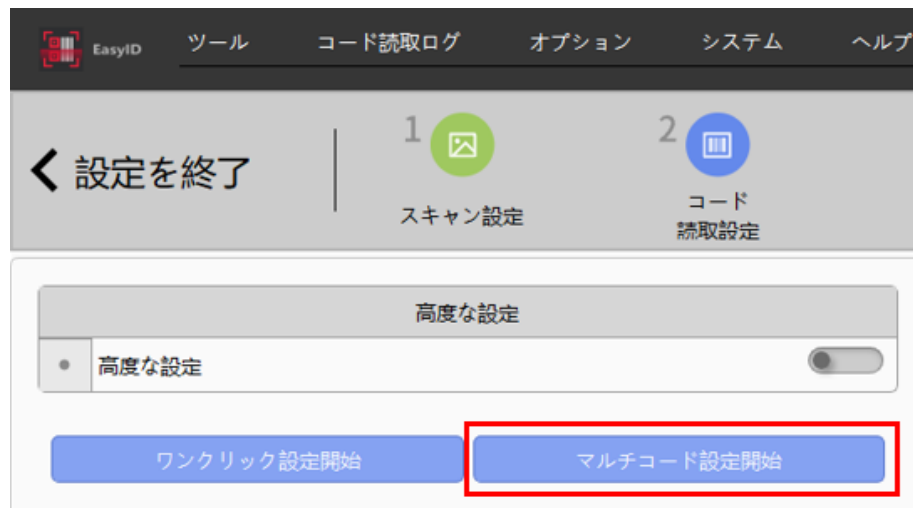 EasyID ツール コード読取ログ オプション システム ヘルプ
設定を終了
1
スキャン設定
2
コード
読取設定
高度な設定
高度な設定
ワンクリック設定開始 マルチコード設定開始